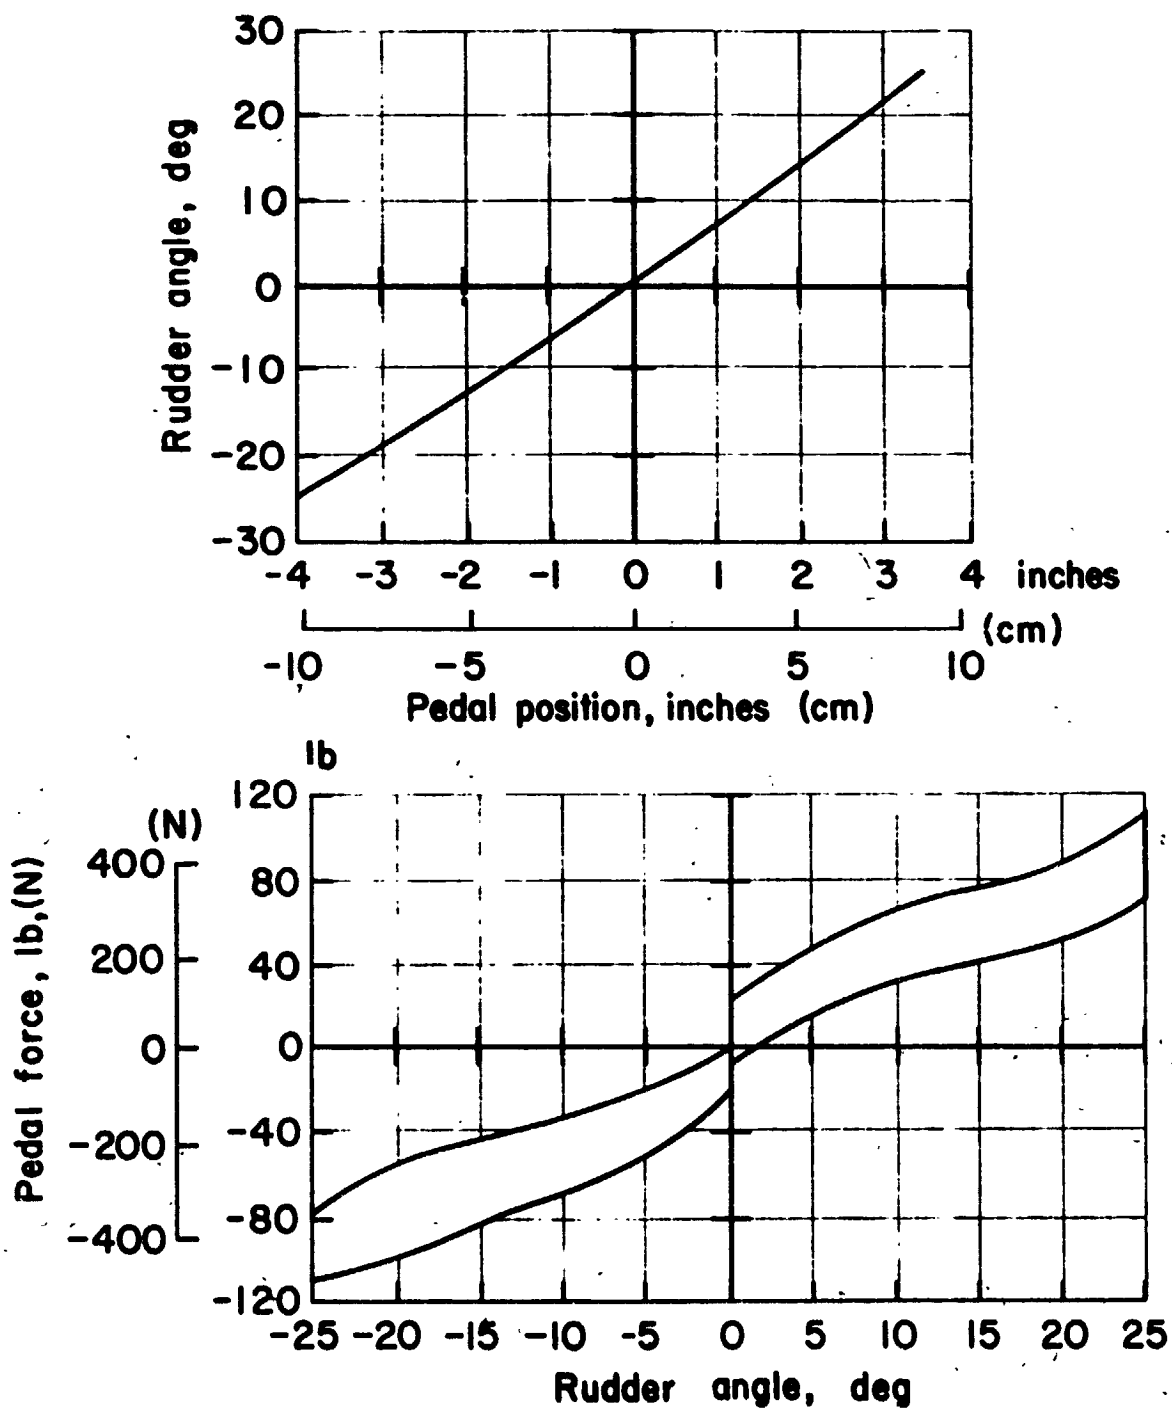 30
20
10
0
-10
-20
-30
Rudder angle, deg
-4 -3 -2 -1 0 1 2 3 4 inches
(cm)
-10 -5 0 5 10
Pedal position, inches (cm)
lb
120
80
40
0
-40
-80
-120
(N)
400
200
0
-200
-400
Pedal force, lb,(N)
-25 -20 -15 -10 -5 0 5 10 15 20 25
Rudder angle, deg